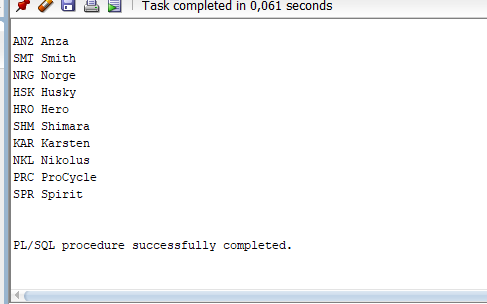 Task completed in 0,061 seconds
ANZ Anza
SMT Smith
NRG Norge
HSK Husky
HRO Hero
SHM Shimara
KAR Karsten
NKL Nikolus
PRC ProCycle
SPR Spirit
PL/SQL procedure successfully completed.